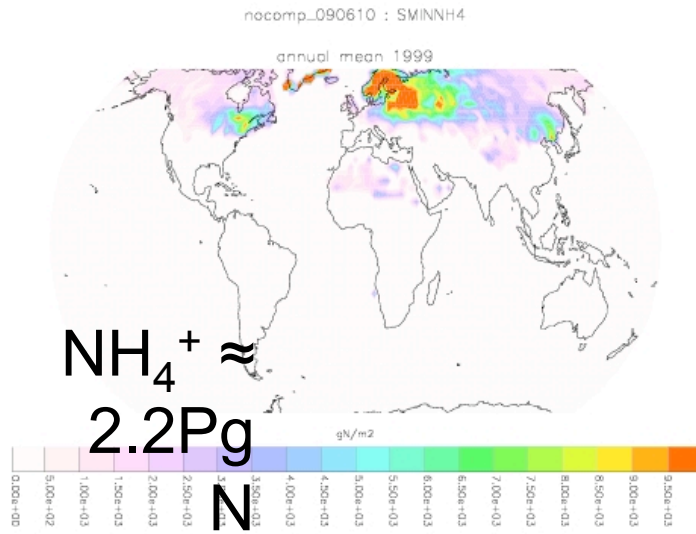 nocomp_090610 : SMINNH4
annual mean 1999
NH₄⁺ ≈
2.2Pg
N
gN/m2
0.00e+00 5.00e+02 1.00e+03 1.50e+03 2.00e+03 2.50e+03 3.50e+03 4.00e+03 4.50e+03 5.00e+03 5.50e+03 6.00e+03 6.50e+03 7.00e+03 7.50e+03 8.00e+03 8.50e+03 9.00e+03 9.50e+03